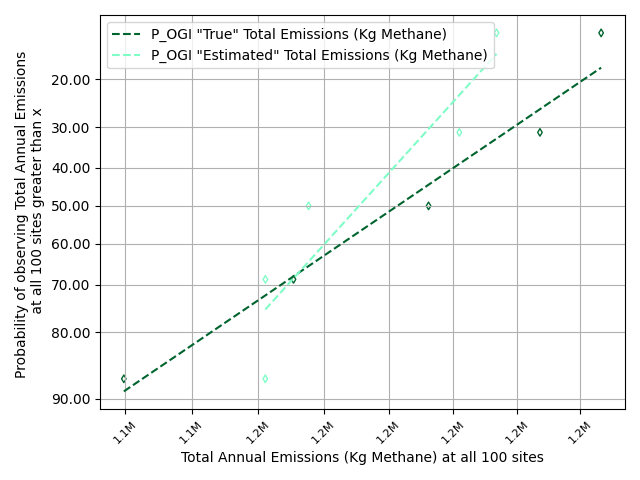 P_OGI "True" Total Emissions (Kg Methane)
P_OGI "Estimated" Total Emissions (Kg Methane)
Probability of observing Total Annual Emissions
at all 100 sites greater than x
20.00
30.00
40.00
50.00
60.00
70.00
80.00
90.00
1.1M
1.1M
1.2M
1.2M
1.2M
1.2M
1.2M
1.2M
Total Annual Emissions (Kg Methane) at all 100 sites